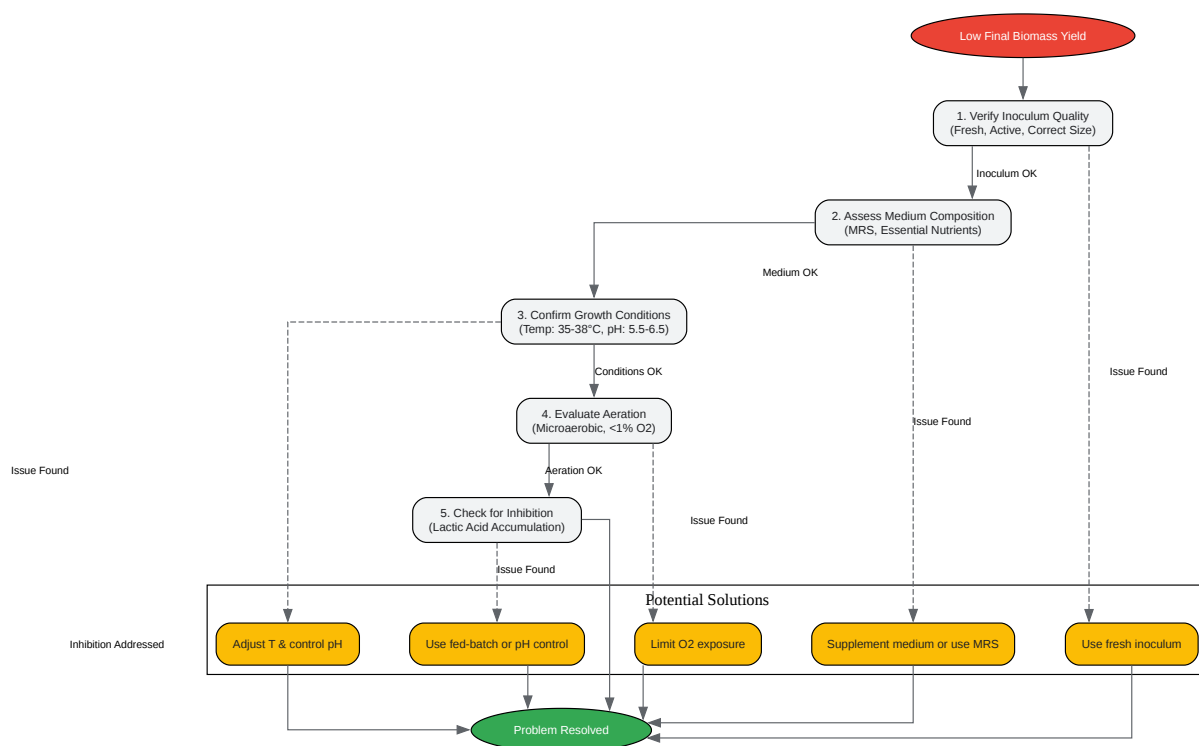 Low Final Biomass Yield
1. Verify Inoculum Quality
(Fresh, Active, Correct Size)
Inoculum OK
2. Assess Medium Composition
(MRS, Essential Nutrients)
Medium OK
3. Confirm Growth Conditions
(Temp: 35-38°C, pH: 5.5-6.5)
Conditions OK
Issue Found
4. Evaluate Aeration
(Microaerobic, <1% O2)
Issue Found
Issue Found
Aeration OK
5. Check for Inhibition
(Lactic Acid Accumulation)
Issue Found
Issue Found
Potential Solutions
Inhibition Addressed
Adjust T & control pH
Use fed-batch or pH control
Limit O2 exposure
Supplement medium or use MRS
Use fresh inoculum
Problem Resolved